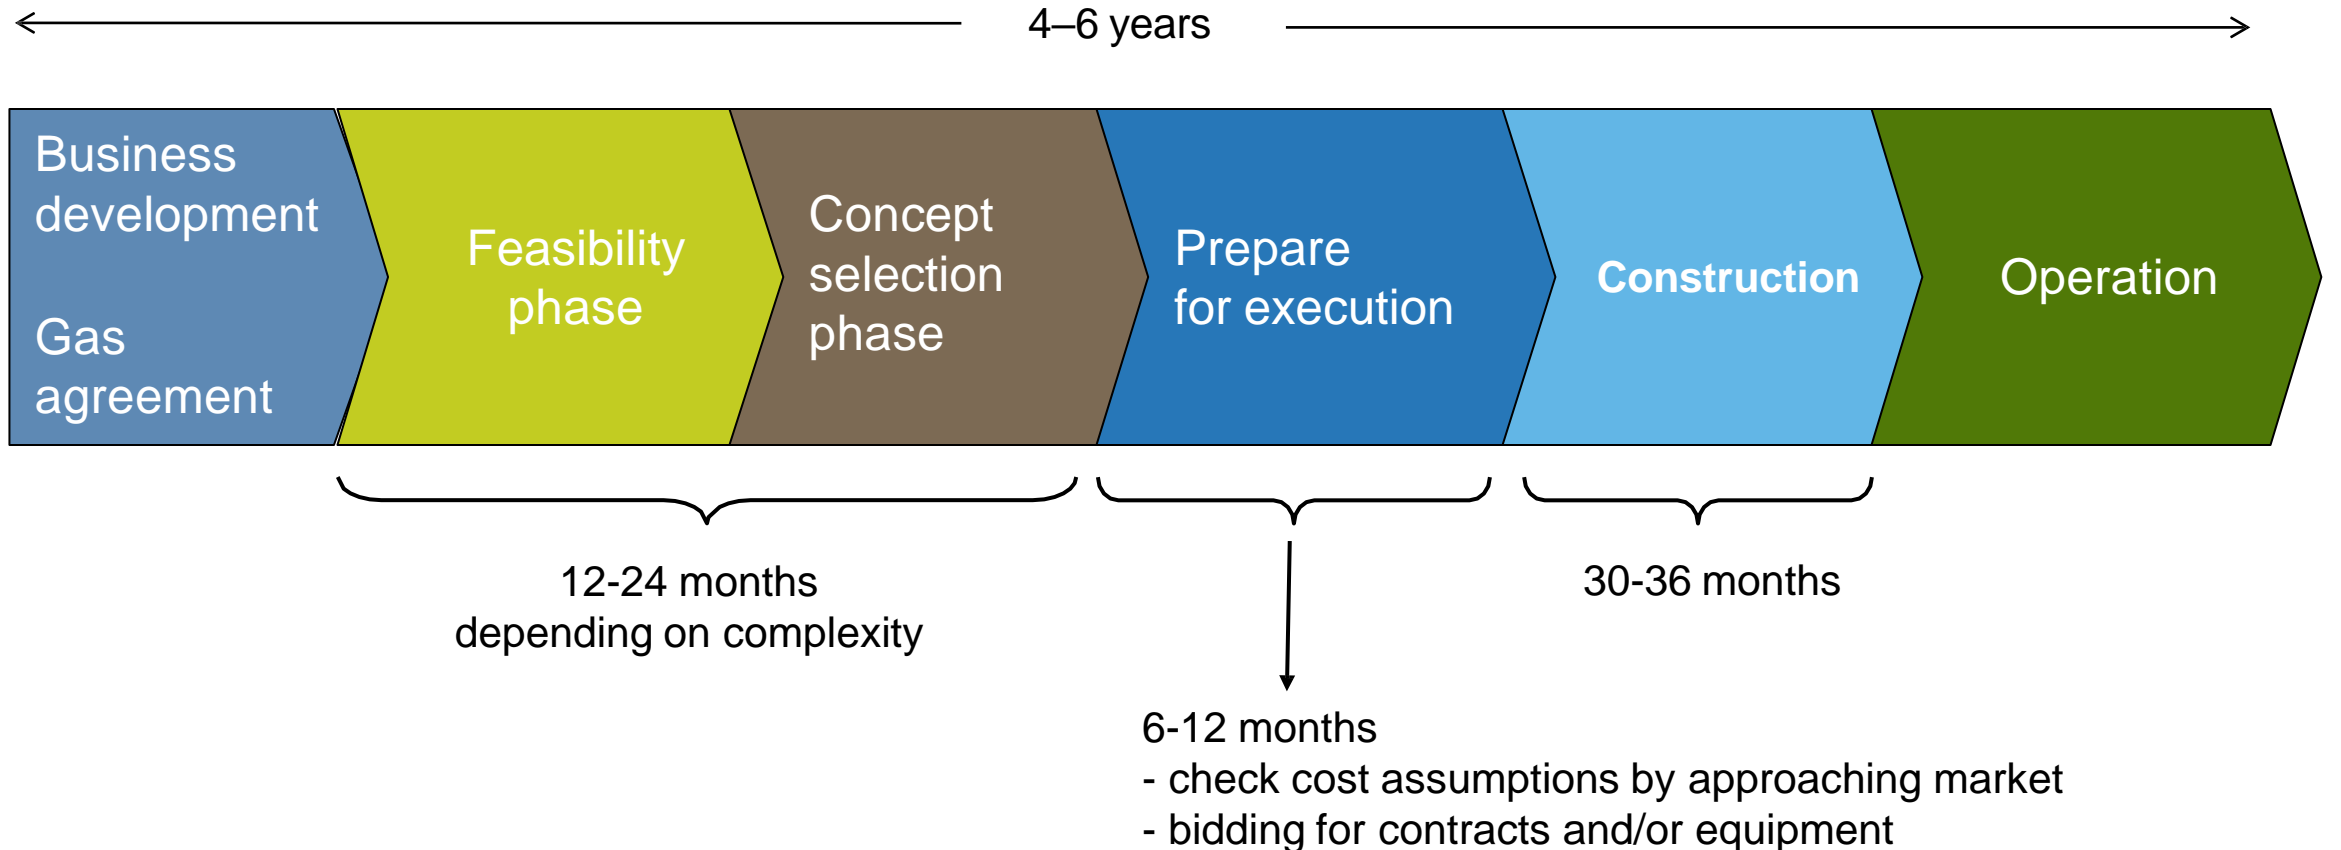 4–6 years
Business
development
Gas
agreement
Feasibility
phase
Concept
selection
phase
Prepare
for execution
Construction
Operation
12-24 months
depending on complexity
30-36 months
6-12 months
- check cost assumptions by approaching market
- bidding for contracts and/or equipment